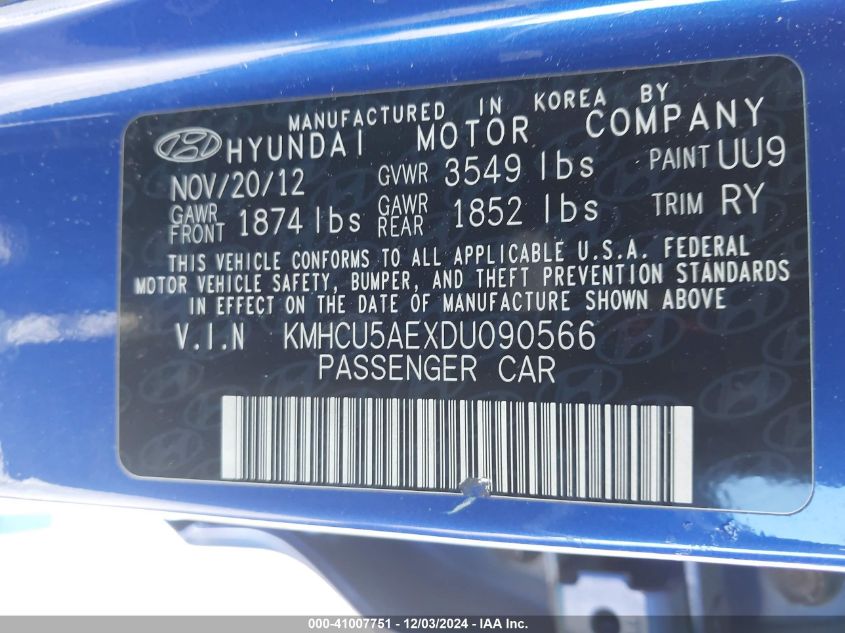 MANUFACTURED IN KOREA BY
HYUNDAI MOTOR COMPANY
NOV/20/12 GVWR 3549 lbs PAINT UU9
GAWR FRONT 1874 lbs GAWR REAR 1852 lbs TRIM RY
THIS VEHICLE CONFORMS TO ALL APPLICABLE U.S.A. FEDERAL
MOTOR VEHICLE SAFETY, BUMPER, AND THEFT PREVENTION STANDARDS
IN EFFECT ON THE DATE OF MANUFACTURE SHOWN ABOVE
V.I.N KMHCU5AEXDU090566
PASSENGER CAR
000-41007751 - 12/03/2024 - IAA Inc.